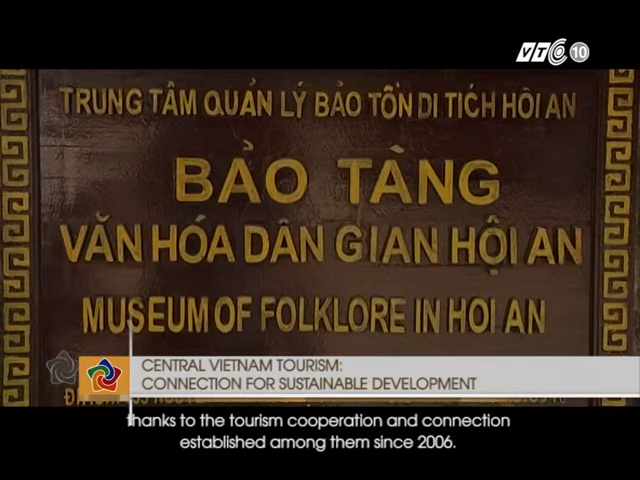 VTC 10
TRUNG TÂM QUẢN LÝ BẢO TỒN DI TÍCH HỘI AN
BẢO TÀNG
VĂN HÓA DÂN GIAN HỘI AN
MUSEUM OF FOLKLORE IN HOI AN
CENTRAL VIETNAM TOURISM:
CONNECTION FOR SUSTAINABLE DEVELOPMENT
thanks to the tourism cooperation and connection
established among them since 2006.